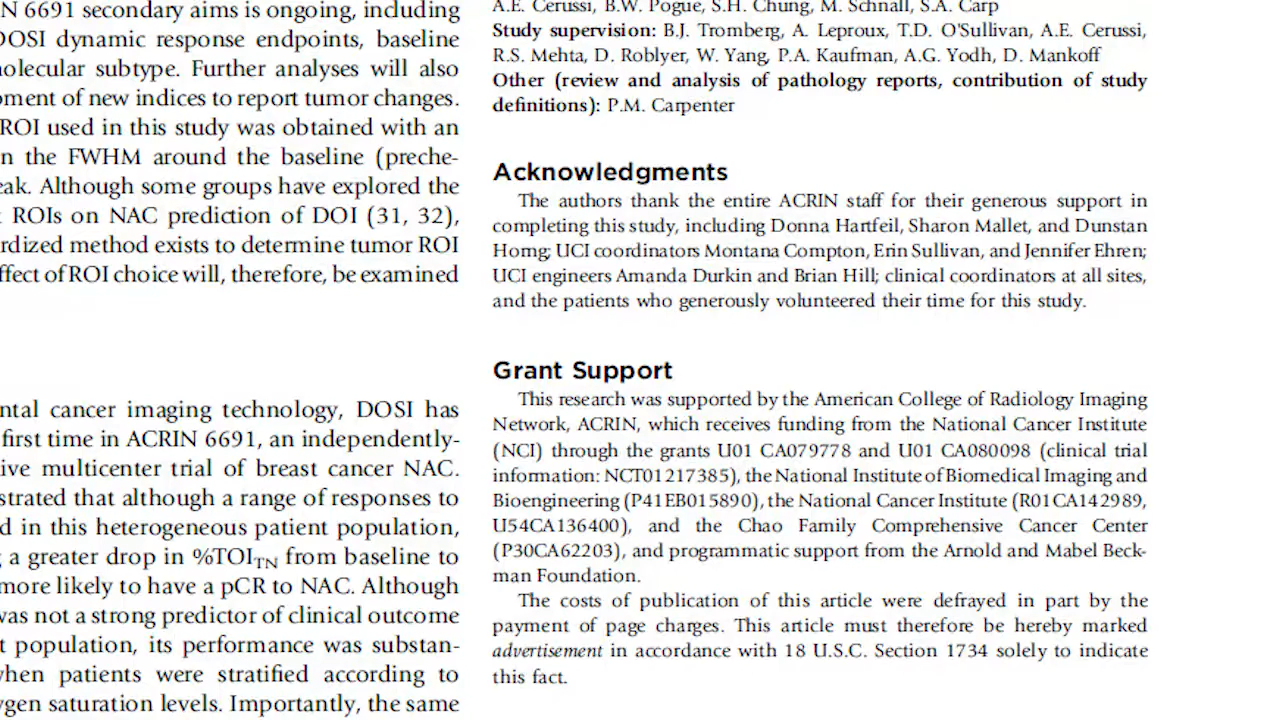 N 6691 secondary aims is ongoing, including
DOSI dynamic response endpoints, baseline
molecular subtype. Further analyses will also
ment of new indices to report tumor changes.
ROI used in this study was obtained with an
n the FWHM around the baseline (preche-
eak. Although some groups have explored the
ROIs on NAC prediction of DOI (31, 32),
rdized method exists to determine tumor ROI
ffect of ROI choice will, therefore, be examined
ntal cancer imaging technology, DOSI has
first time in ACRIN 6691, an independently-
ive multicenter trial of breast cancer NAC.
strated that although a range of responses to
d in this heterogeneous patient population,
a greater drop in %TOITN from baseline to
more likely to have a pCR to NAC. Although
was not a strong predictor of clinical outcome
t population, its performance was substan-
when patients were stratified according to
ygen saturation levels. Importantly, the same
A.E. Cerussi, B.W. Pogue, S.H. Chung, M. Schnall, S.A. Carp
Study supervision: B.J. Tromberg, A. Leproux, T.D. O'Sullivan, A.E. Cerussi,
R.S. Mehta, D. Roblyer, W. Yang, P.A. Kaufman, A.G. Yodh, D. Mankoff
Other (review and analysis of pathology reports, contribution of study
definitions): P.M. Carpenter
Acknowledgments
The authors thank the entire ACRIN staff for their generous support in
completing this study, including Donna Hartfeil, Sharon Mallet, and Dunstan
Horng; UCI coordinators Montana Compton, Erin Sullivan, and Jennifer Ehren;
UCI engineers Amanda Durkin and Brian Hill; clinical coordinators at all sites,
and the patients who generously volunteered their time for this study.
Grant Support
This research was supported by the American College of Radiology Imaging
Network, ACRIN, which receives funding from the National Cancer Institute
(NCI) through the grants U01 CA079778 and U01 CA080098 (clinical trial
information: NCT01217385), the National Institute of Biomedical Imaging and
Bioengineering (P41EB015890), the National Cancer Institute (R01CA142989,
U54CA136400), and the Chao Family Comprehensive Cancer Center
(P30CA62203), and programmatic support from the Arnold and Mabel Beck-
man Foundation.
The costs of publication of this article were defrayed in part by the
payment of page charges. This article must therefore be hereby marked
advertisement in accordance with 18 U.S.C. Section 1734 solely to indicate
this fact.